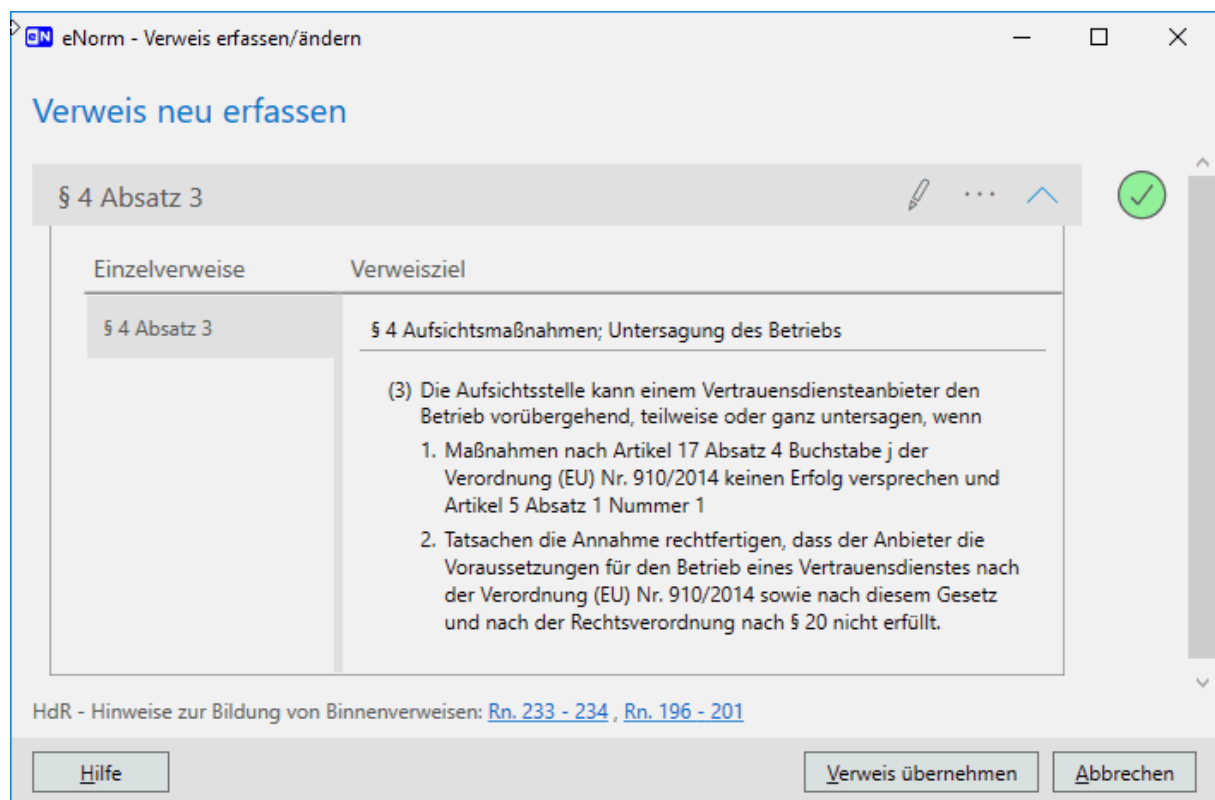 eN eNorm - Verweis erfassen/ändern
Verweis neu erfassen
§ 4 Absatz 3
Einzelverweise Verweisziel
§ 4 Absatz 3
§ 4 Aufsichtsmaßnahmen; Untersagung des Betriebs
(3) Die Aufsichtsstelle kann einem Vertrauensdiensteanbieter den
Betrieb vorübergehend, teilweise oder ganz untersagen, wenn
1. Maßnahmen nach Artikel 17 Absatz 4 Buchstabe j der
Verordnung (EU) Nr. 910/2014 keinen Erfolg versprechen und
Artikel 5 Absatz 1 Nummer 1
2. Tatsachen die Annahme rechtfertigen, dass der Anbieter die
Voraussetzungen für den Betrieb eines Vertrauensdienstes nach
der Verordnung (EU) Nr. 910/2014 sowie nach diesem Gesetz
und nach der Rechtsverordnung nach § 20 nicht erfüllt.
HdR - Hinweise zur Bildung von Binnenverweisen: Rn. 233 - 234 , Rn. 196 - 201
Hilfe Verweis übernehmen Abbrechen